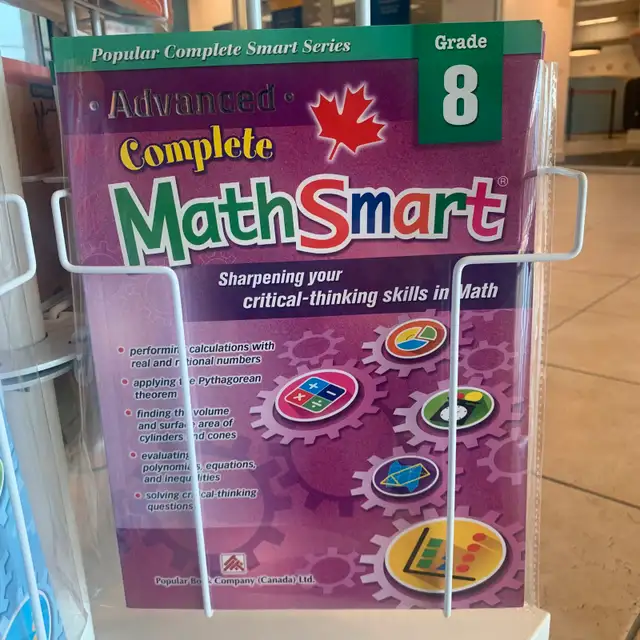 Popular Complete Smart Series
Grade
8
Advanced
Complete
MathSmart®
Sharpening your
critical-thinking skills in Math
performing calculations with
real and rational numbers
applying the Pythagorean
theorem
finding the volume
and surface area of
cylinders and cones
evaluating
polynomials, equations,
and inequalities
solving critical-thinking
questions
Popular Book Company (Canada) Ltd.